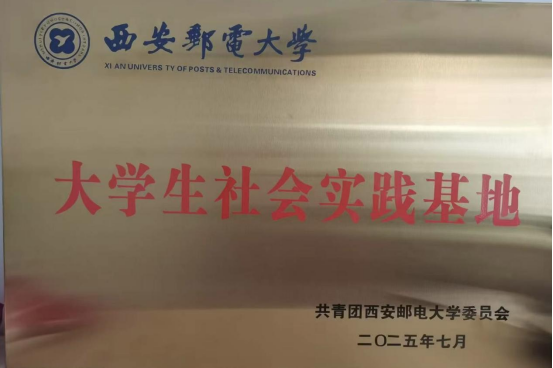 西安郵電大学
XI AN UNIVERS TY OF POSTS & TELECOMMUNICATIONS
大学生社会实践基地
共青团西安邮电大学委员会
二〇二五年七月